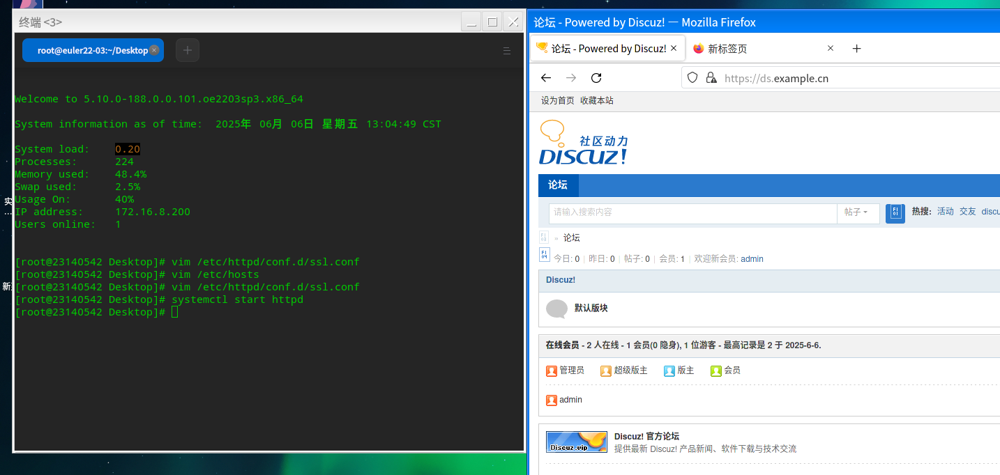 终端 <3>
root@euler22-03:~/Desktop
Welcome to 5.10.0-188.0.0.101.oe2203sp3.x86_64
System information as of time:  2025年 06月 06日 星期五 13:04:49 CST
System load:    0.20
Processes:      224
Memory used:    48.4%
Swap used:      2.5%
Usage On:       40%
IP address:     172.16.8.200
Users online:   1
[root@23140542 Desktop]# vim /etc/httpd/conf.d/ssl.conf
[root@23140542 Desktop]# vim /etc/hosts
[root@23140542 Desktop]# vim /etc/httpd/conf.d/ssl.conf
[root@23140542 Desktop]# systemctl start httpd
[root@23140542 Desktop]#
实
...
新
论坛 - Powered by Discuz! — Mozilla Firefox
论坛 - Powered by Discuz!
新标签页
https://ds.example.cn
设为首页 收藏本站
社区动力
DISCUZ!
论坛
请输入搜索内容 帖子 热搜: 活动 交友 discu
» 论坛
今日: 0 | 昨日: 0 | 帖子: 0 | 会员: 1 | 欢迎新会员: admin
Discuz!
默认版块
在线会员 - 2 人在线 - 1 会员(0 隐身), 1 位游客 - 最高记录是 2 于 2025-6-6.
管理员 超级版主 版主 会员
admin
Discuz.vip
Discuz! 官方论坛
提供最新 Discuz! 产品新闻、软件下载与技术交流